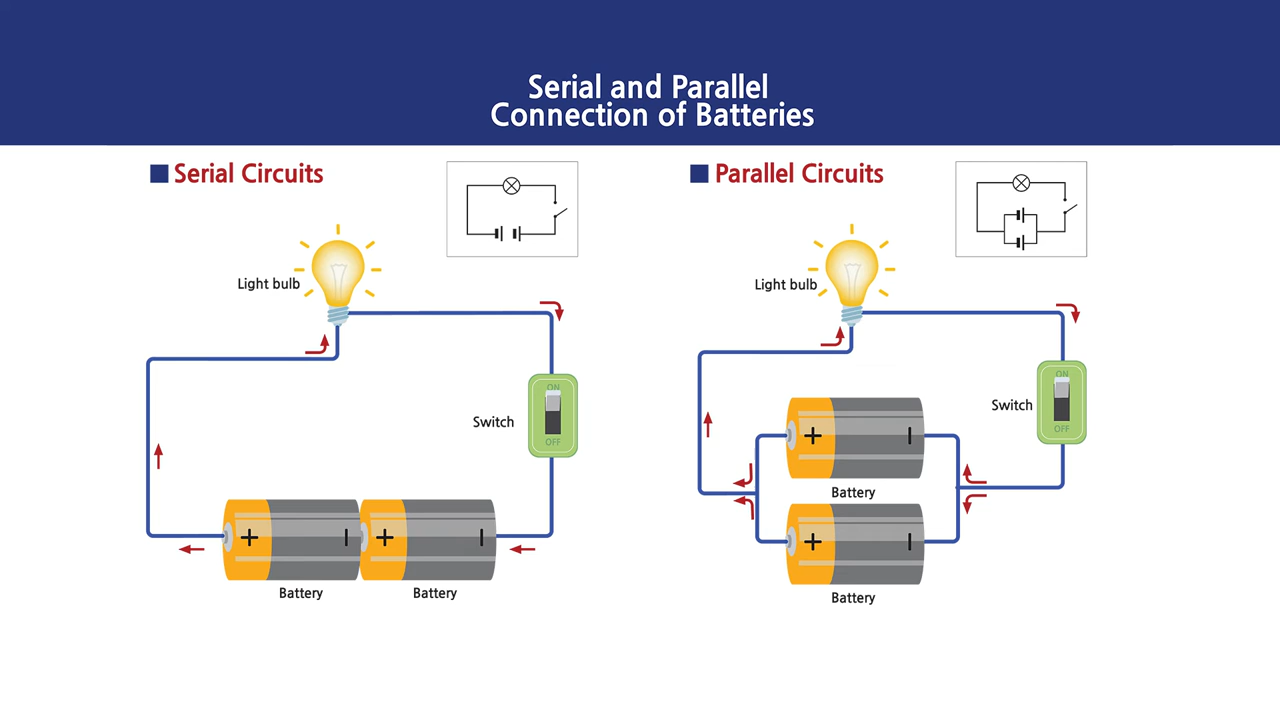 Serial and Parallel
Connection of Batteries
Serial Circuits
Light bulb
ON
OFF
Switch
+
+
Battery
Battery
Parallel Circuits
Light bulb
ON
OFF
Switch
+
Battery
+
Battery